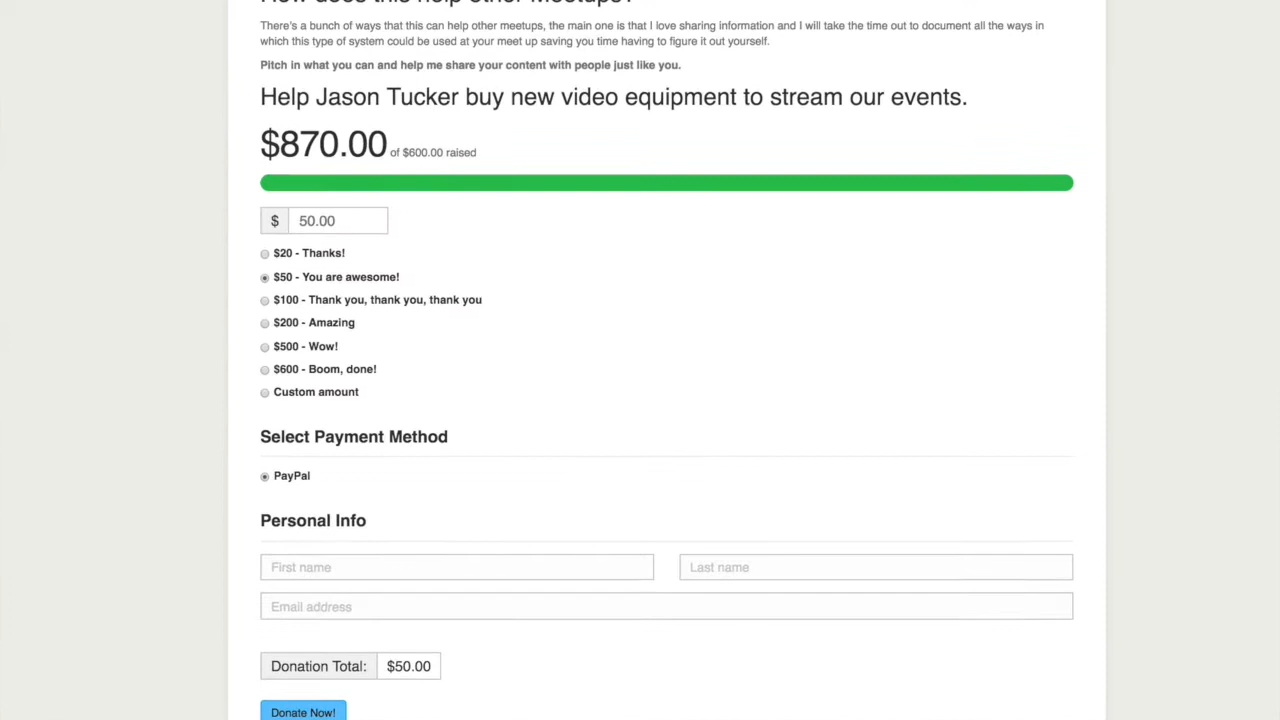 How does this help other Meetups?
There's a bunch of ways that this can help other meetups, the main one is that I love sharing information and I will take the time out to document all the ways in
which this type of system could be used at your meet up saving you time having to figure it out yourself.
Pitch in what you can and help me share your content with people just like you.
Help Jason Tucker buy new video equipment to stream our events.
$870.00 of $600.00 raised
$ 50.00
$20 - Thanks!
$50 - You are awesome!
$100 - Thank you, thank you, thank you
$200 - Amazing
$500 - Wow!
$600 - Boom, done!
Custom amount
Select Payment Method
PayPal
Personal Info
First name Last name
Email address
Donation Total: $50.00
Donate Now!